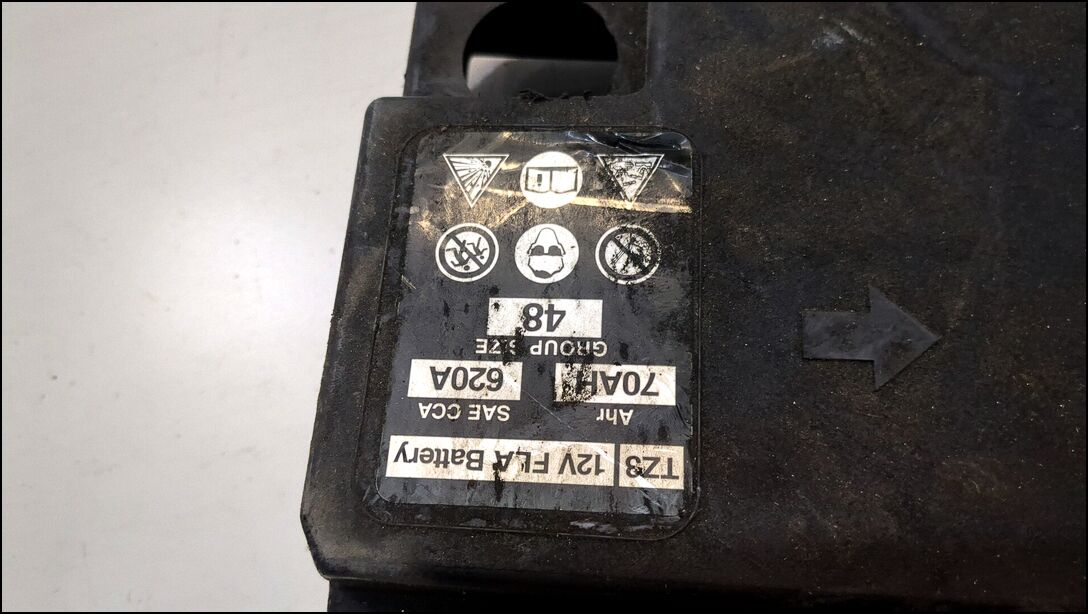 TZ3 12V FLA Battery
Ahr SAE CCA
70AH 620A
GROUP SIZE
48